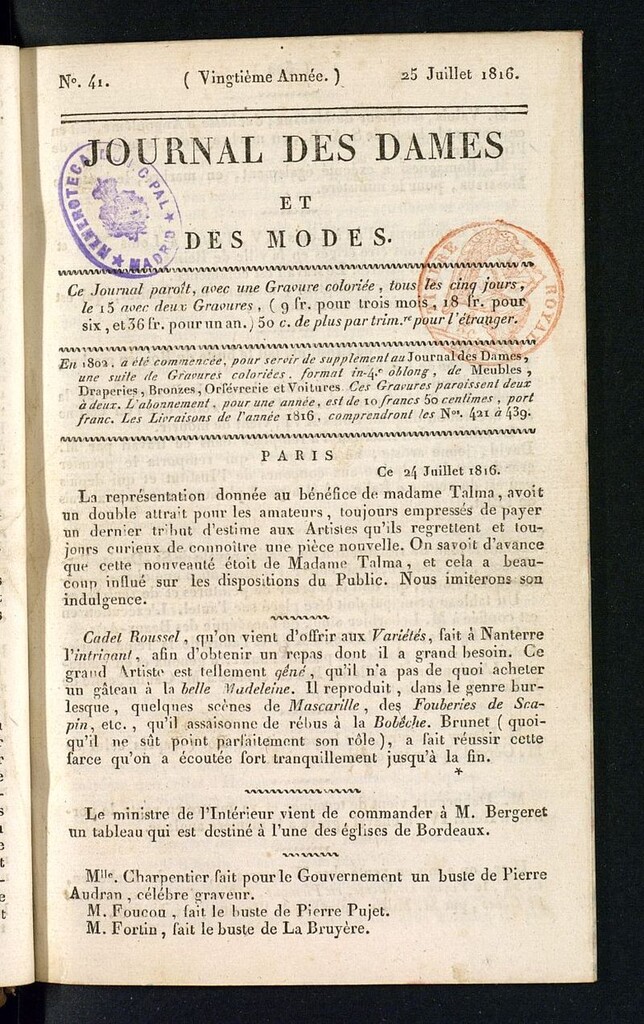 Nº. 41. ( Vingtième Année. ) 25 Juillet 1816.
JOURNAL DES DAMES
ET
DES MODES.
HEMEROTECA MUNICIPAL
★ MADRID ★
ROYAL
Ce Journal paroît, avec une Gravure coloriée, tous les cinq jours,
le 15 avec deux Gravures, ( 9 fr. pour trois mois, 18 fr. pour
six, et 36 fr. pour un an.) 50 c. de plus par trim.re pour l'étranger.
En 1802, a été commencée, pour servir de supplement au Journal des Dames,
une suite de Gravures coloriées, format in-4.º oblong, de Meubles,
Draperies, Bronzes, Orfévrerie et Voitures. Ces Gravures paroissent deux
à deux. L'abonnement, pour une année, est de 10 francs 50 centimes, port
franc. Les Livraisons de l'année 1816, comprendront les Nos. 421 à 439.
PARIS
Ce 24 Juillet 1816.
La représentation donnée au bénéfice de madame Talma, avoit
un double attrait pour les amateurs, toujours empressés de payer
un dernier tribut d'estime aux Artistes qu'ils regrettent et tou-
jours curieux de connoître une pièce nouvelle. On savoit d'avance
que cette nouveauté étoit de Madame Talma, et cela a beau-
coup influé sur les dispositions du Public. Nous imiterons son
indulgence.
Cadet Roussel, qu'on vient d'offrir aux Variétés, fait à Nanterre
l'intrigant, afin d'obtenir un repas dont il a grand besoin. Ce
grand Artiste est tellement géné, qu'il n'a pas de quoi acheter
un gâteau à la belle Madeleine. Il reproduit, dans le genre bur-
lesque, quelques scènes de Mascarille, des Fouberies de Sca-
pin, etc., qu'il assaisonne de rébus à la Bobêche. Brunet ( quoi-
qu'il ne sût point parfaitement son rôle), a fait réussir cette
farce qu'on a écoutée fort tranquillement jusqu'à la fin.
*
Le ministre de l'Intérieur vient de commander à M. Bergeret
un tableau qui est destiné à l'une des églises de Bordeaux.
Mlle. Charpentier fait pour le Gouvernement un buste de Pierre
Audran, célébre graveur.
M. Foucou, fait le buste de Pierre Pujet.
M. Fortin, fait le buste de La Bruyère.